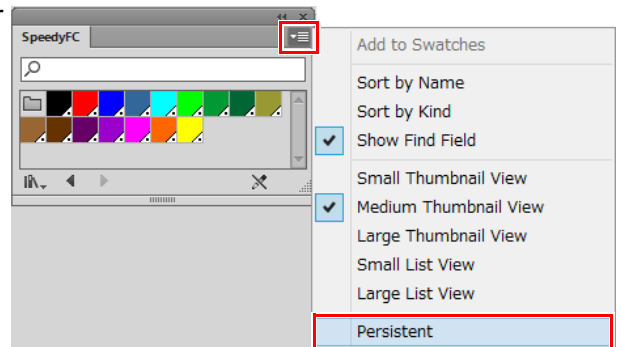 SpeedyFC
Add to Swatches
Sort by Name
Sort by Kind
Show Find Field
Small Thumbnail View
Medium Thumbnail View
Large Thumbnail View
Small List View
Large List View
Persistent